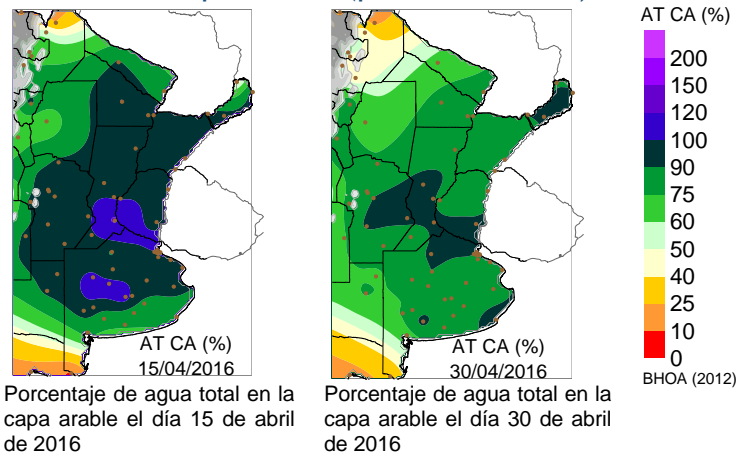 AT CA (%)
15/04/2016
Porcentaje de agua total en la
capa arable el día 15 de abril
de 2016
AT CA (%)
30/04/2016
Porcentaje de agua total en la
capa arable el día 30 de abril
de 2016
AT CA (%)
200
150
120
100
90
75
60
50
40
25
10
0
BHOA (2012)